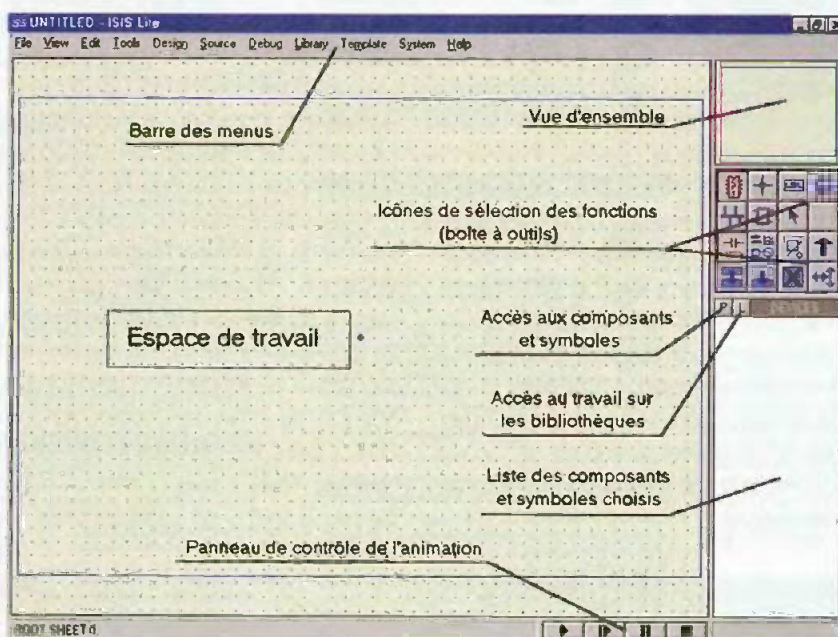 UNTITLED - ISIS Lite
File View Edit Tools Design Source Debug Library Template System Help
Barre des menus
Vue d'ensemble
Icônes de sélection des fonctions
(boîte à outils)
Espace de travail
Accès aux composants
et symboles
P L
Accès au travail sur
les bibliothèques
Liste des composants
et symboles choisis
Panneau de contrôle de l'animation
ROOT SHEET